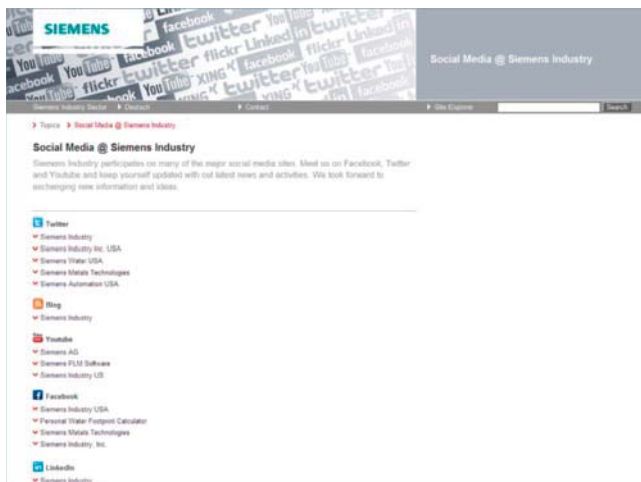 SIEMENS
facebook
twitter
You Tube
flickr
Linked in
XING
Social Media @ Siemens Industry
Siemens Industry Sector Deutsch Contact Site Explorer Search
Topics Social Media @ Siemens Industry
Social Media @ Siemens Industry
Siemens Industry participates on many of the major social media sites. Meet us on Facebook, Twitter
and Youtube and keep yourself updated with out latest news and activities. We look forward to
exchanging new information and ideas.
Twitter
Siemens Industry
Siemens Industry Inc. USA
Siemens Water USA
Siemens Metals Technologies
Siemens Automation USA
Blog
Siemens Industry
Youtube
Siemens AG
Siemens PLM Software
Siemens Industry US
Facebook
Siemens Industry USA
Personal Water Footprint Calculator
Siemens Metals Technologies
Siemens Industry, Inc.
LinkedIn
Siemens Industry